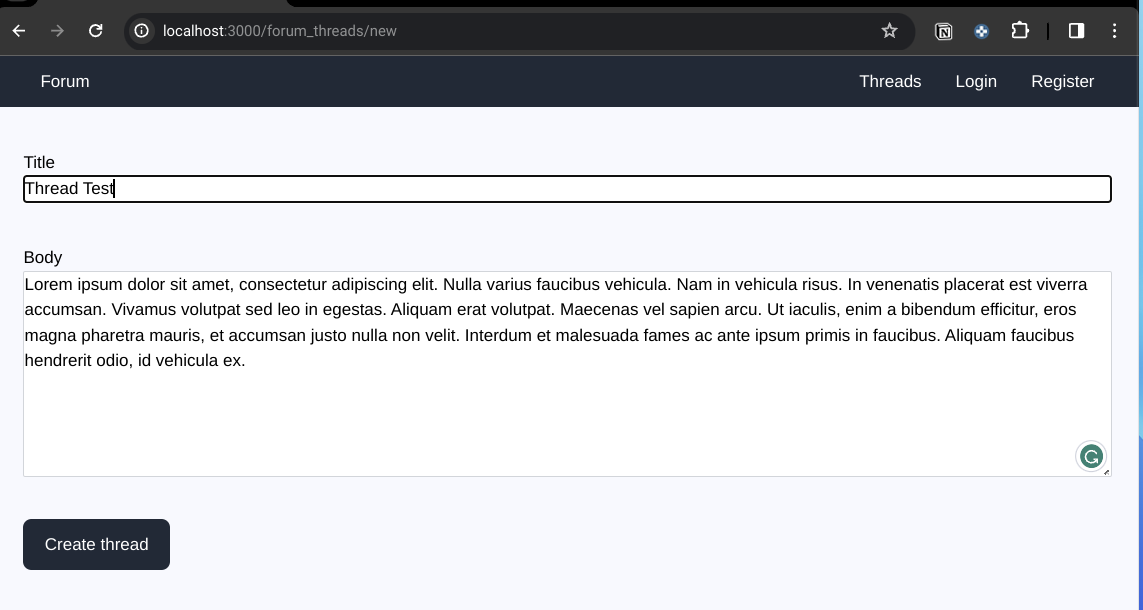 localhost:3000/forum_threads/new
Forum
Threads Login Register
Title
Thread Test
Body
Lorem ipsum dolor sit amet, consectetur adipiscing elit. Nulla varius faucibus vehicula. Nam in vehicula risus. In venenatis placerat est viverra
accumsan. Vivamus volutpat sed leo in egestas. Aliquam erat volutpat. Maecenas vel sapien arcu. Ut iaculis, enim a bibendum efficitur, eros
magna pharetra mauris, et accumsan justo nulla non velit. Interdum et malesuada fames ac ante ipsum primis in faucibus. Aliquam faucibus
hendrerit odio, id vehicula ex.
Create thread